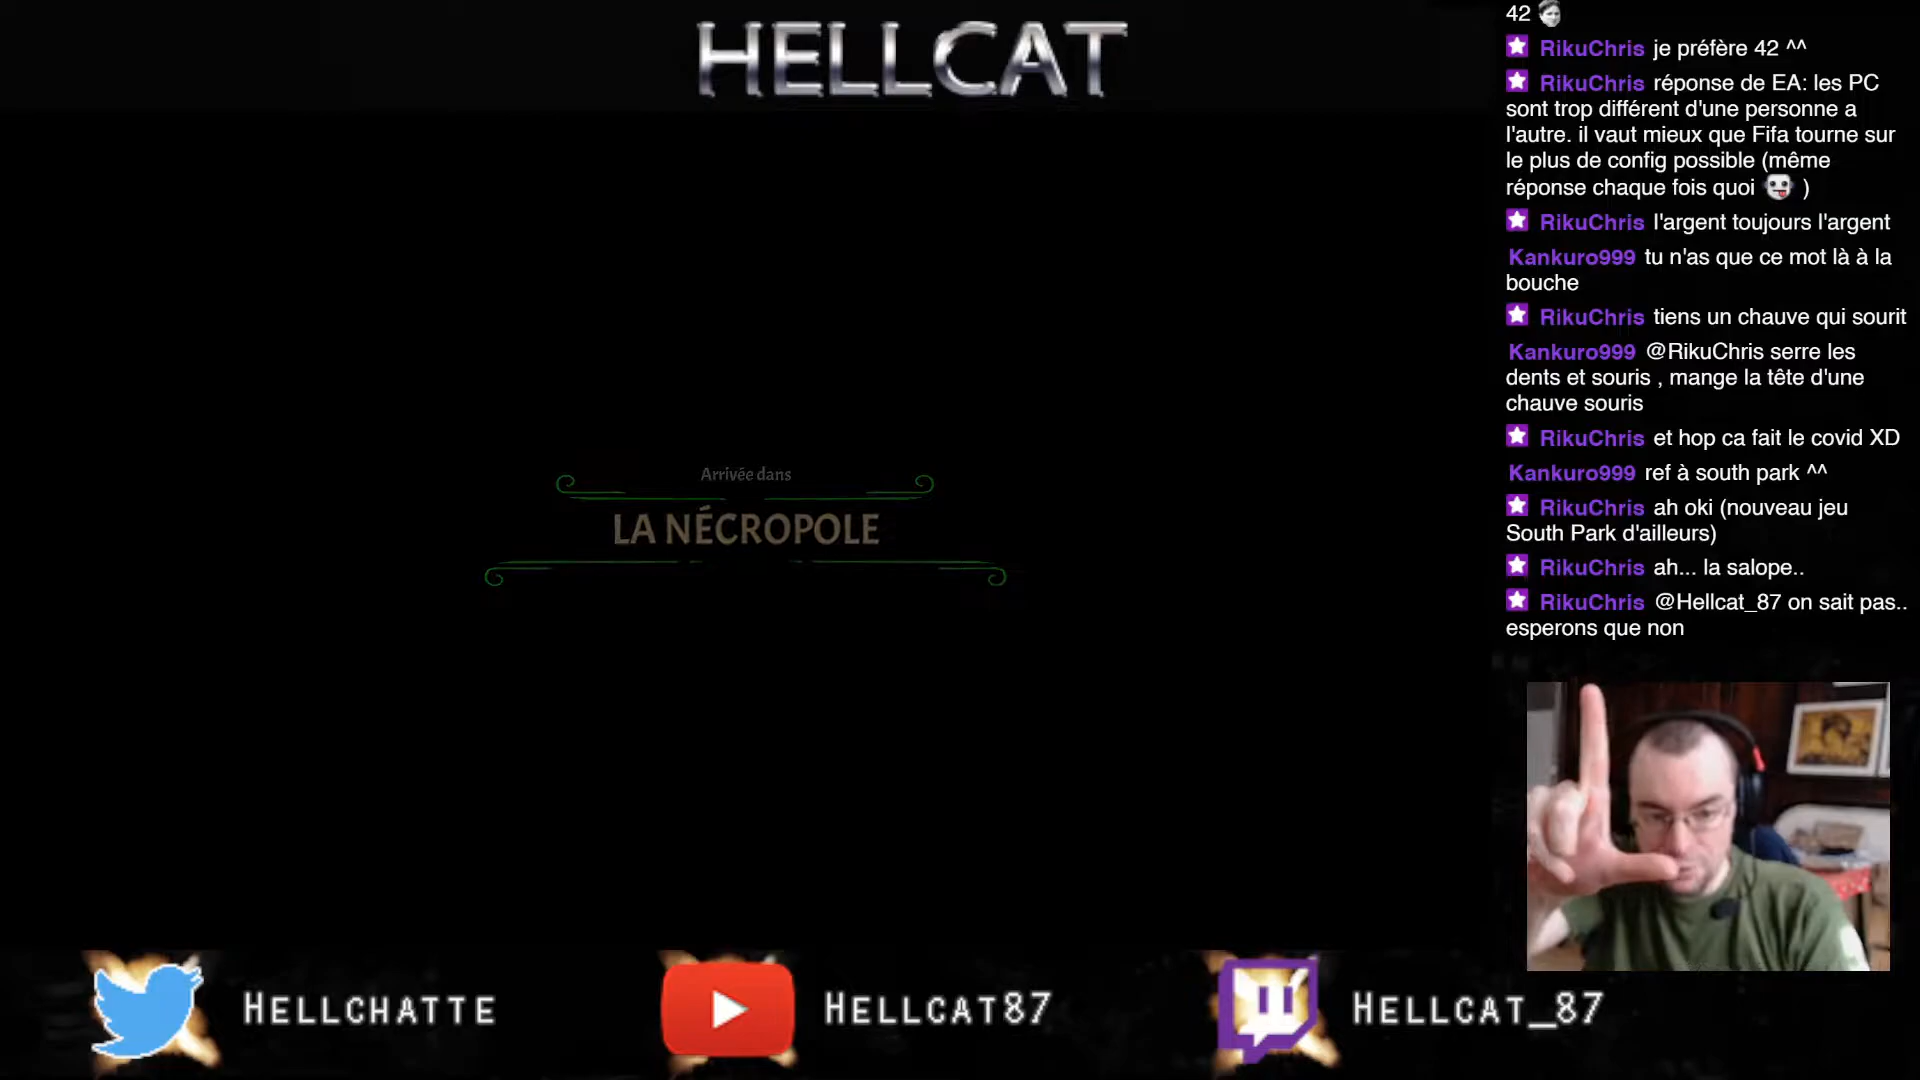 HELLCAT
42
RikuChris je préfère 42 ^^
RikuChris réponse de EA: les PC
sont trop différent d'une personne a
l'autre. il vaut mieux que Fifa tourne sur
le plus de config possible (même
réponse chaque fois quoi )
RikuChris l'argent toujours l'argent
Kankuro999 tu n'as que ce mot là à la
bouche
RikuChris tiens un chauve qui sourit
Kankuro999 @RikuChris serre les
dents et souris , mange la tête d'une
chauve souris
RikuChris et hop ca fait le covid XD
Kankuro999 ref à south park ^^
RikuChris ah oki (nouveau jeu
South Park d'ailleurs)
RikuChris ah... la salope..
RikuChris @Hellcat_87 on sait pas..
esperons que non
Arrivée dans
LA NÉCROPOLE
HELLCHATTE
HELLCAT87
HELLCAT_87